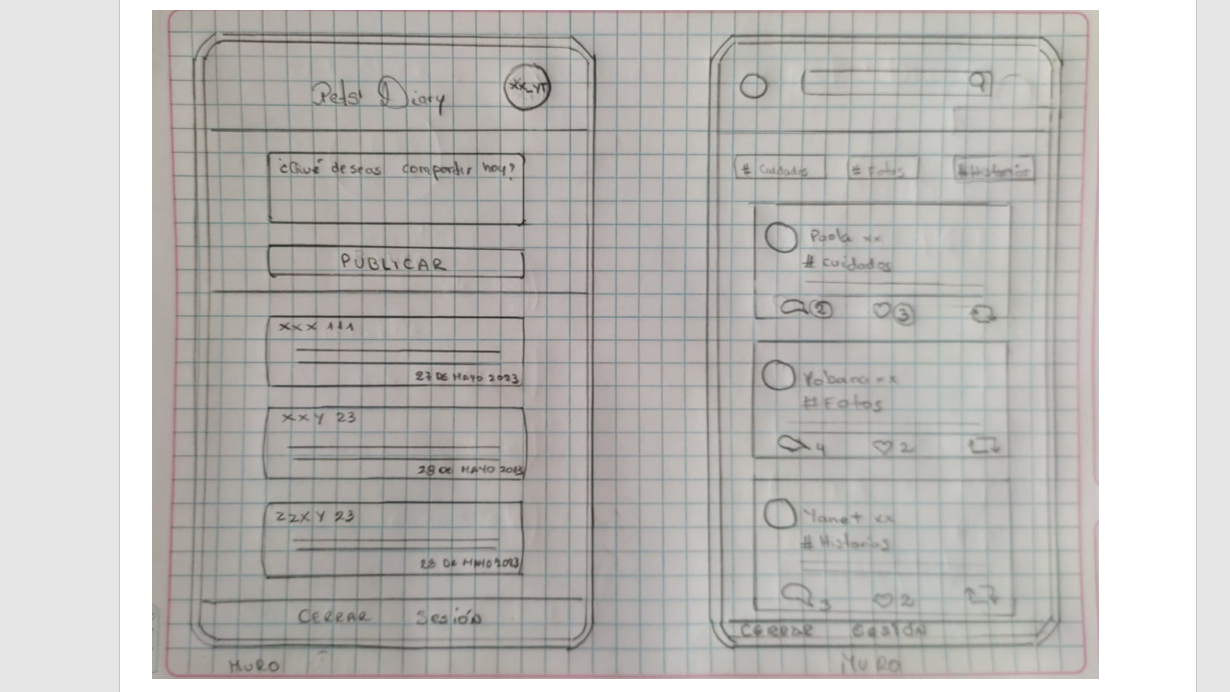 Pets' Diary
xx_YT
¿Qué deseas compartir hoy?
PUBLICAR
xxx 111
27 DE MAYO 2023
xxY 23
28 DE MAYO 2023
zzXY 23
28 DE MAYO 2023
CERRAR Sesión
MURO
# Cuidados
# Fotos
# Historias
Paola xx
# Cuidados
2
3
Yobana xx
# Fotos
4
2
Yanet xx
# Historias
3
2
CERRAR SESIÓN
MURO